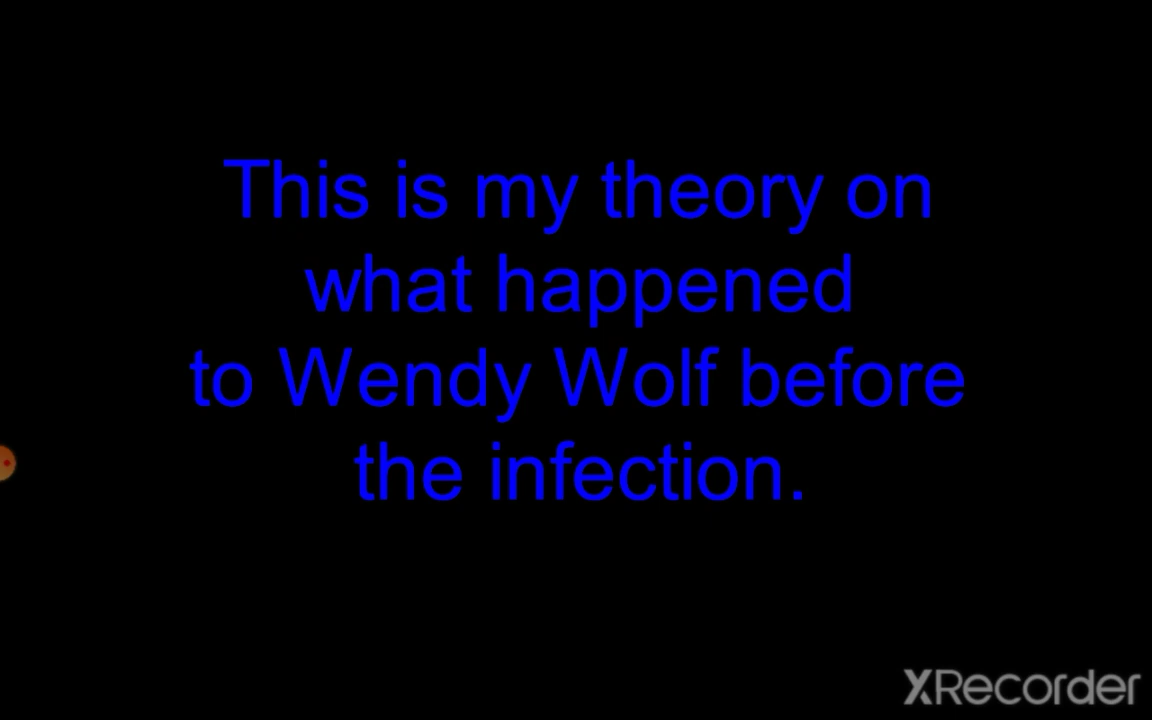 This is my theory on
what happened
to Wendy Wolf before
the infection.
XRecorder